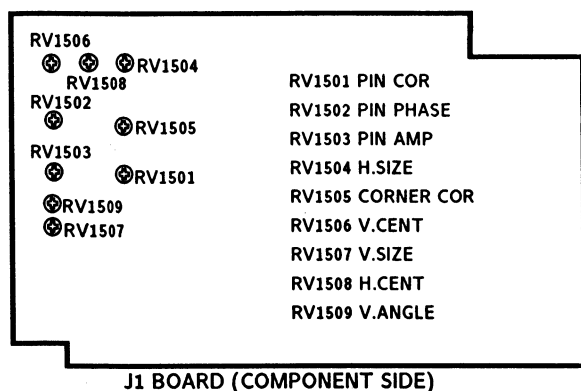 RV1506
RV1504
RV1508
RV1502
RV1505
RV1503
RV1501
RV1509
RV1507
RV1501 PIN COR
RV1502 PIN PHASE
RV1503 PIN AMP
RV1504 H.SIZE
RV1505 CORNER COR
RV1506 V.CENT
RV1507 V.SIZE
RV1508 H.CENT
RV1509 V.ANGLE
J1 BOARD (COMPONENT SIDE)